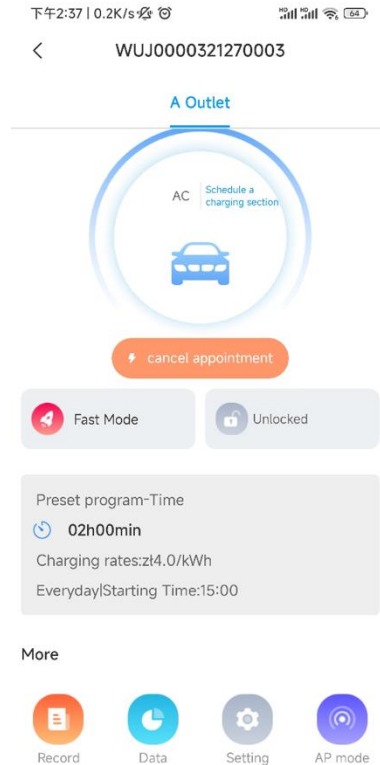 下午2:37 | 0.2K/s
HD HD 64
WUJ0000321270003
A Outlet
AC
Schedule a
charging section
cancel appointment
Fast Mode
Unlocked
Preset program-Time
02h00min
Charging rates:zł4.0/kWh
Everyday|Starting Time:15:00
More
Record
Data
Setting
AP mode